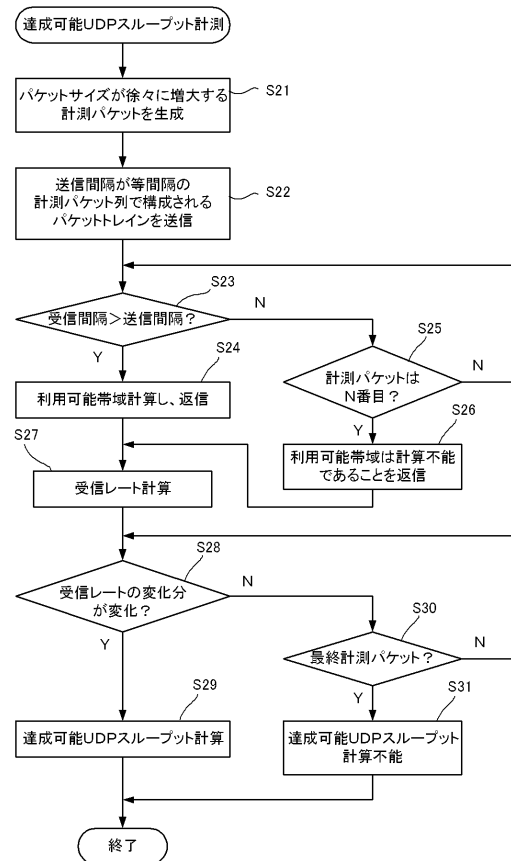 達成可能UDPスループット計測
S21
パケットサイズが徐々に増大する
計測パケットを生成
S22
送信間隔が等間隔の
計測パケット列で構成される
パケットトレインを送信
S23
受信間隔>送信間隔?
N
Y
S24
利用可能帯域計算し、返信
S25
計測パケットは
N番目?
N
Y
S26
利用可能帯域は計算不能
であることを返信
S27
受信レート計算
S28
受信レートの変化分
が変化?
N
Y
S29
達成可能UDPスループット計算
S30
最終計測パケット?
N
Y
S31
達成可能UDPスループット
計算不能
終了